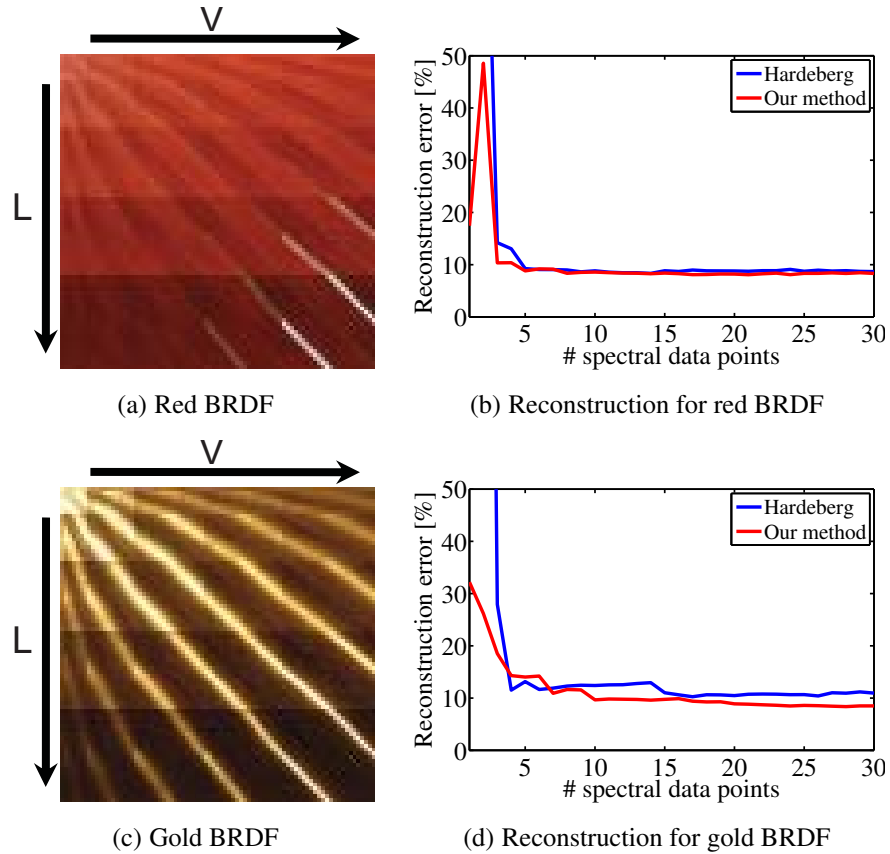 V
L
(a) Red BRDF
50
40
30
20
10
0
5 10 15 20 25 30
Reconstruction error [%]
# spectral data points
Hardeberg
Our method
(b) Reconstruction for red BRDF
V
L
(c) Gold BRDF
50
40
30
20
10
0
5 10 15 20 25 30
Reconstruction error [%]
# spectral data points
Hardeberg
Our method
(d) Reconstruction for gold BRDF